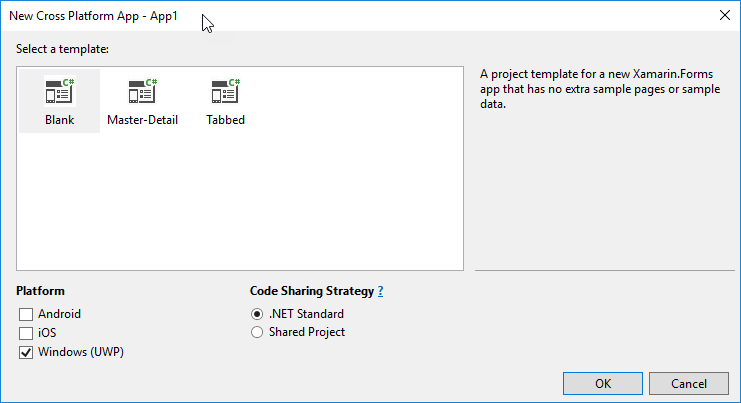 New Cross Platform App - App1
Select a template:
C# C# C#
Blank Master-Detail Tabbed
A project template for a new Xamarin.Forms
app that has no extra sample pages or sample
data.
Platform
Android
iOS
Windows (UWP)
Code Sharing Strategy ?
.NET Standard
Shared Project
OK Cancel